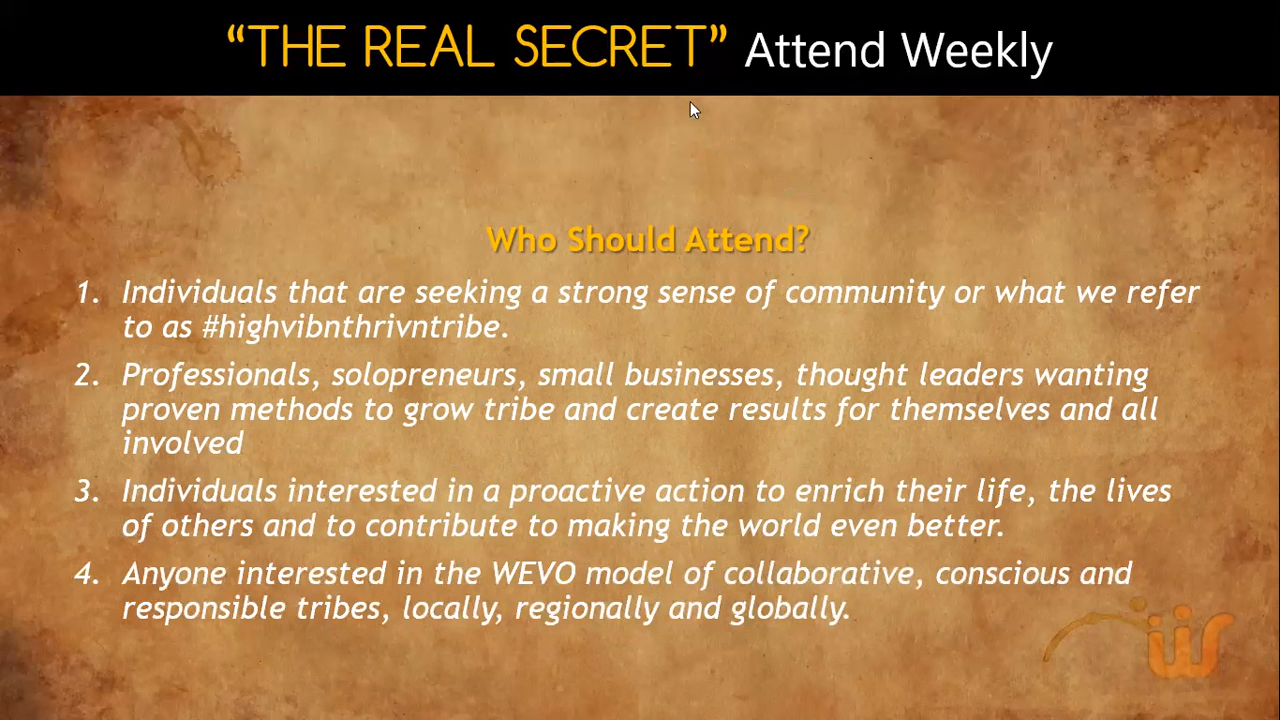 “THE REAL SECRET” Attend Weekly
Who Should Attend?
1. Individuals that are seeking a strong sense of community or what we refer
to as #highvibnthrivntribe.
2. Professionals, solopreneurs, small businesses, thought leaders wanting
proven methods to grow tribe and create results for themselves and all
involved
3. Individuals interested in a proactive action to enrich their life, the lives
of others and to contribute to making the world even better.
4. Anyone interested in the WEVO model of collaborative, conscious and
responsible tribes, locally, regionally and globally.